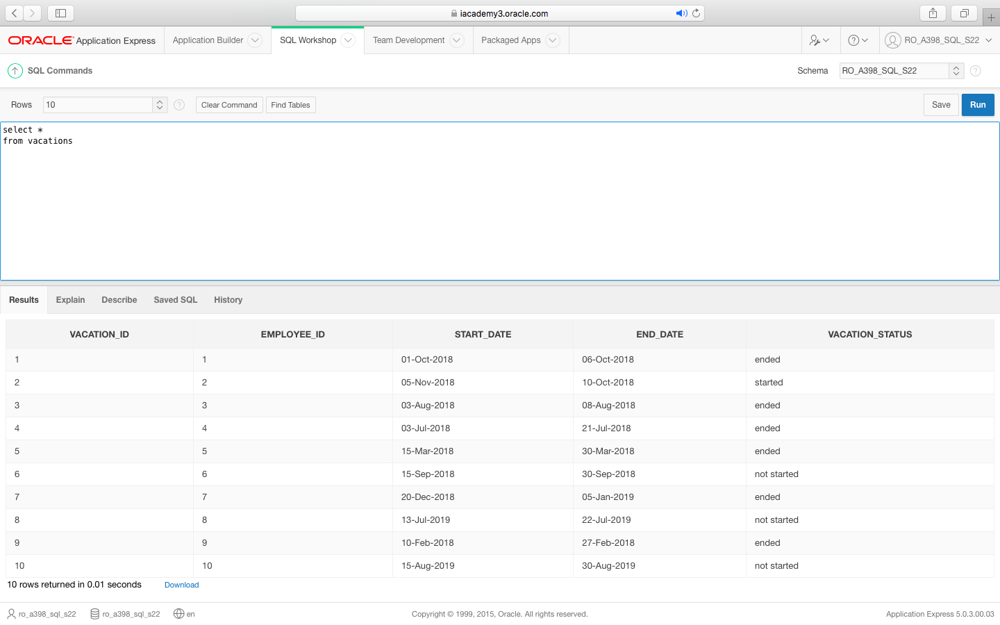 iacademy3.oracle.com
ORACLE Application Express Application Builder SQL Workshop Team Development Packaged Apps RO_A398_SQL_S22
SQL Commands Schema RO_A398_SQL_S22 ?
Rows 10 ? Clear Command Find Tables Save Run
select *
from vacations
Results Explain Describe Saved SQL History
VACATION_ID EMPLOYEE_ID START_DATE END_DATE VACATION_STATUS
1 1 01-Oct-2018 06-Oct-2018 ended
2 2 05-Nov-2018 10-Oct-2018 started
3 3 03-Aug-2018 08-Aug-2018 ended
4 4 03-Jul-2018 21-Jul-2018 ended
5 5 15-Mar-2018 30-Mar-2018 ended
6 6 15-Sep-2018 30-Sep-2018 not started
7 7 20-Dec-2018 05-Jan-2019 ended
8 8 13-Jul-2019 22-Jul-2019 not started
9 9 10-Feb-2018 27-Feb-2018 ended
10 10 15-Aug-2019 30-Aug-2019 not started
10 rows returned in 0.01 seconds Download
ro_a398_sql_s22 ro_a398_sql_s22 en Copyright © 1999, 2015, Oracle. All rights reserved. Application Express 5.0.3.00.03